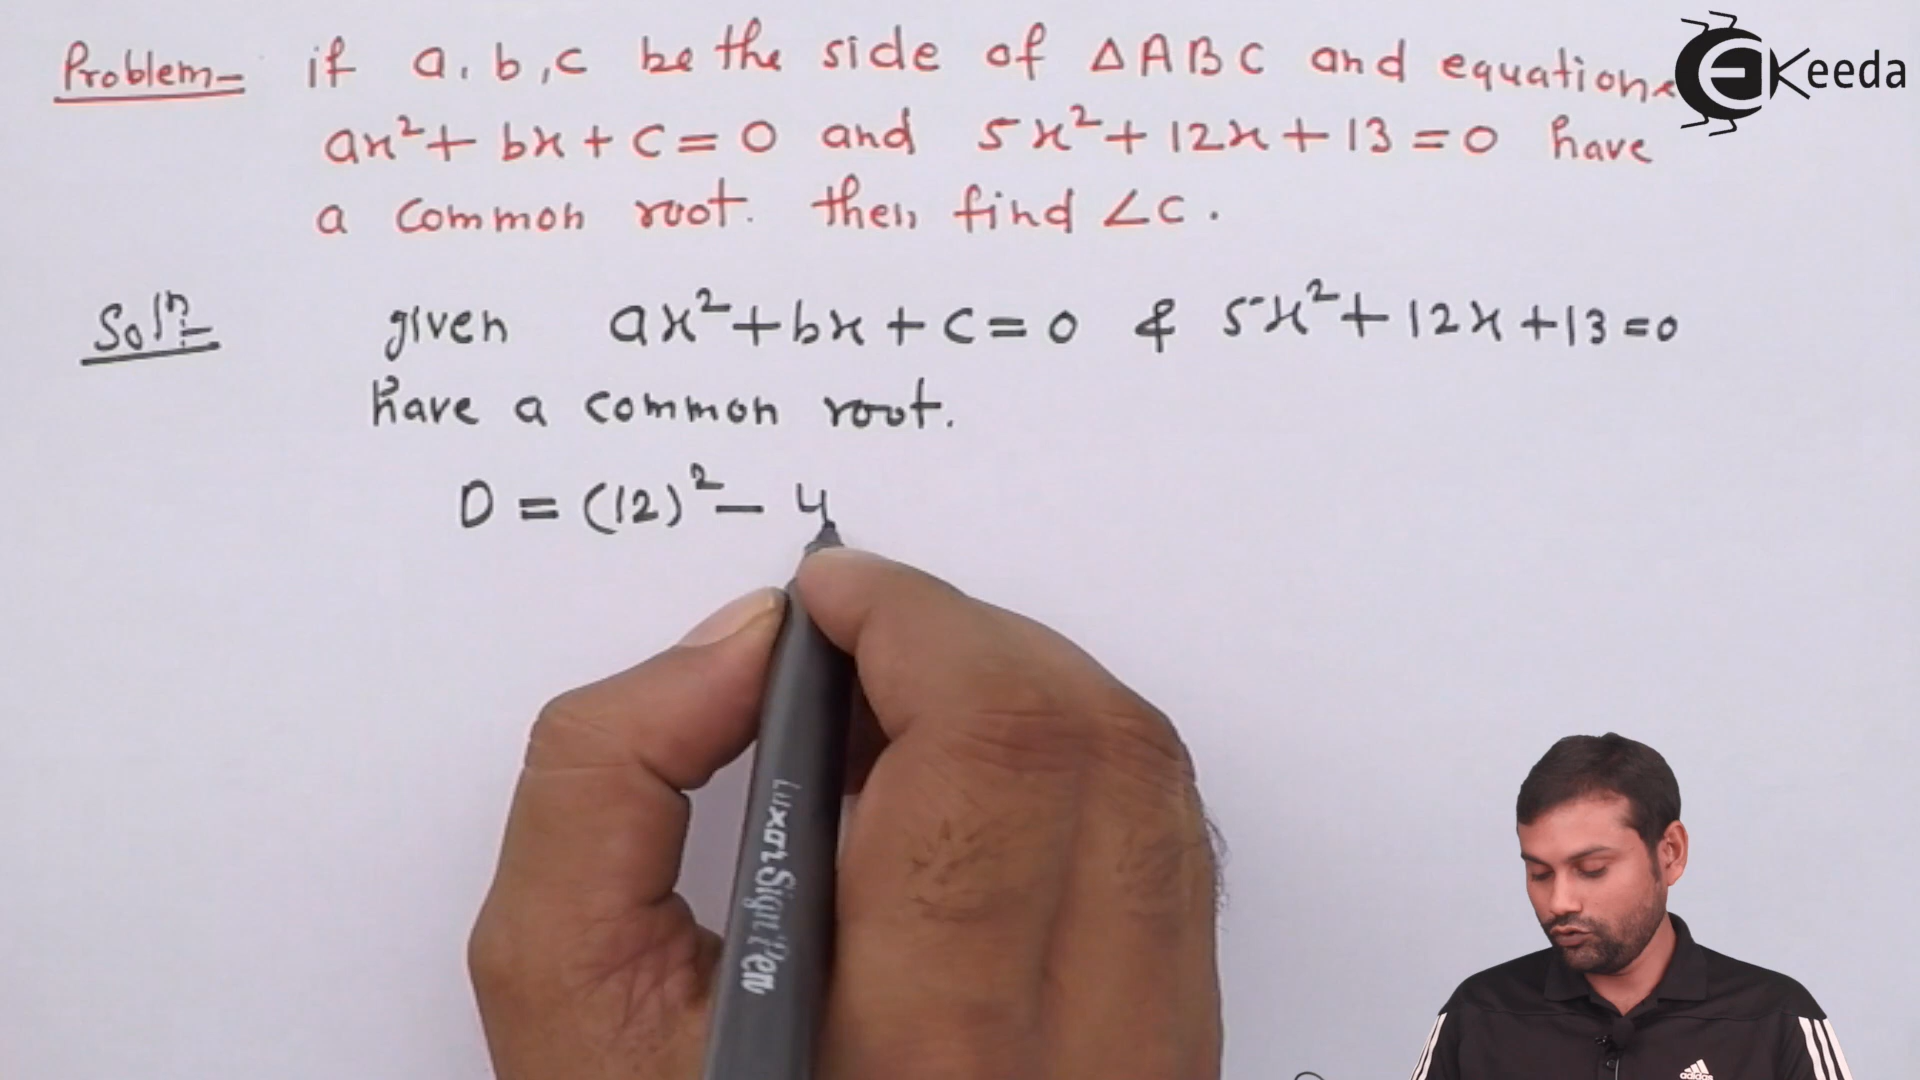 Problem- if a, b, c be the side of ΔABC and equations
ax²+ bx + c = 0 and 5x²+ 12x + 13 = 0 have
a common root. then find ∠C.
Solⁿ given ax²+bx + c = 0 & 5x²+ 12x +13 =0
have a common root.
D = (12)² - 4
Keeda
Luxor Sign Pen
adidas